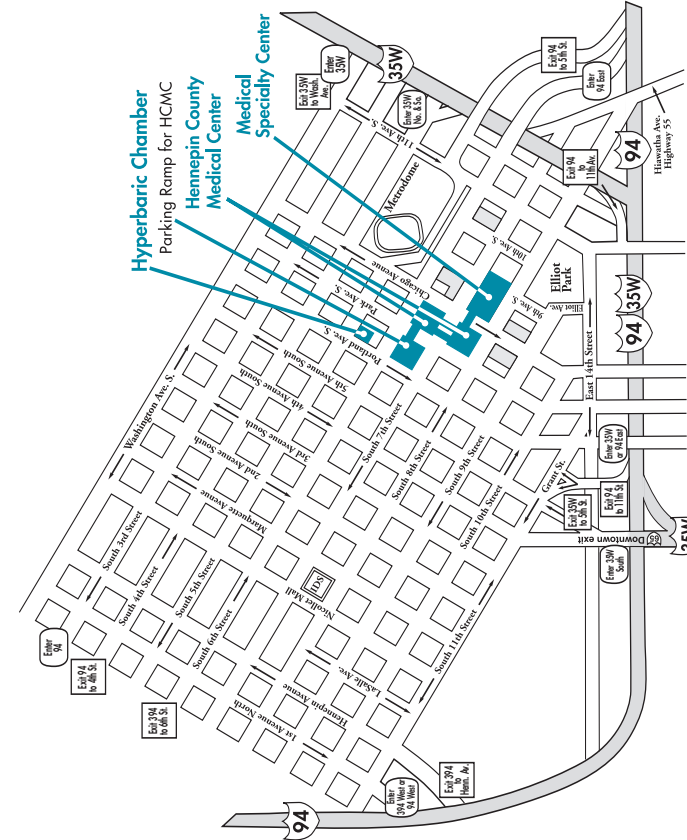 Hyperbaric Chamber
Parking Ramp for HCMC
Hennepin County
Medical Center
Medical
Specialty Center
Exit 35W
to Wash.
Ave.
Enter
35W
35W
Enter 35W
No. & So.
Exit 94
to 5th St.
Enter
94 East
94
Hiawatha Ave.
Highway 55
Exit 94
to
11th Av.
11th Ave. S.
Metrodome
10th Ave. S.
Chicago Avenue
Park Ave. S.
Portland Ave. S.
9th Ave. S.
Elliot Ave.
Elliot
Park
5th Avenue South
4th Avenue South
3rd Avenue South
2nd Avenue South
Marquette Avenue
Washington Ave. S.
East 14th Street
94
35W
South 7th Street
South 8th Street
South 9th Street
South 10th Street
Grant St.
Enter 35W
or 94 East
Exit 94
to 11th St.
Exit 35W
to 5th St.
Downtown exit
65
35W
Enter 35W
South
South 3rd Street
South 4th Street
South 5th Street
South 6th Street
IDS
Nicollet Mall
South 11th Street
LaSalle Ave.
Hennepin Avenue
1st Avenue North
Enter
94
Exit 94
to 4th St.
Exit 394
to 6th St.
Enter
394 West or
94 West
Exit 394
to
Henn. Av.
94